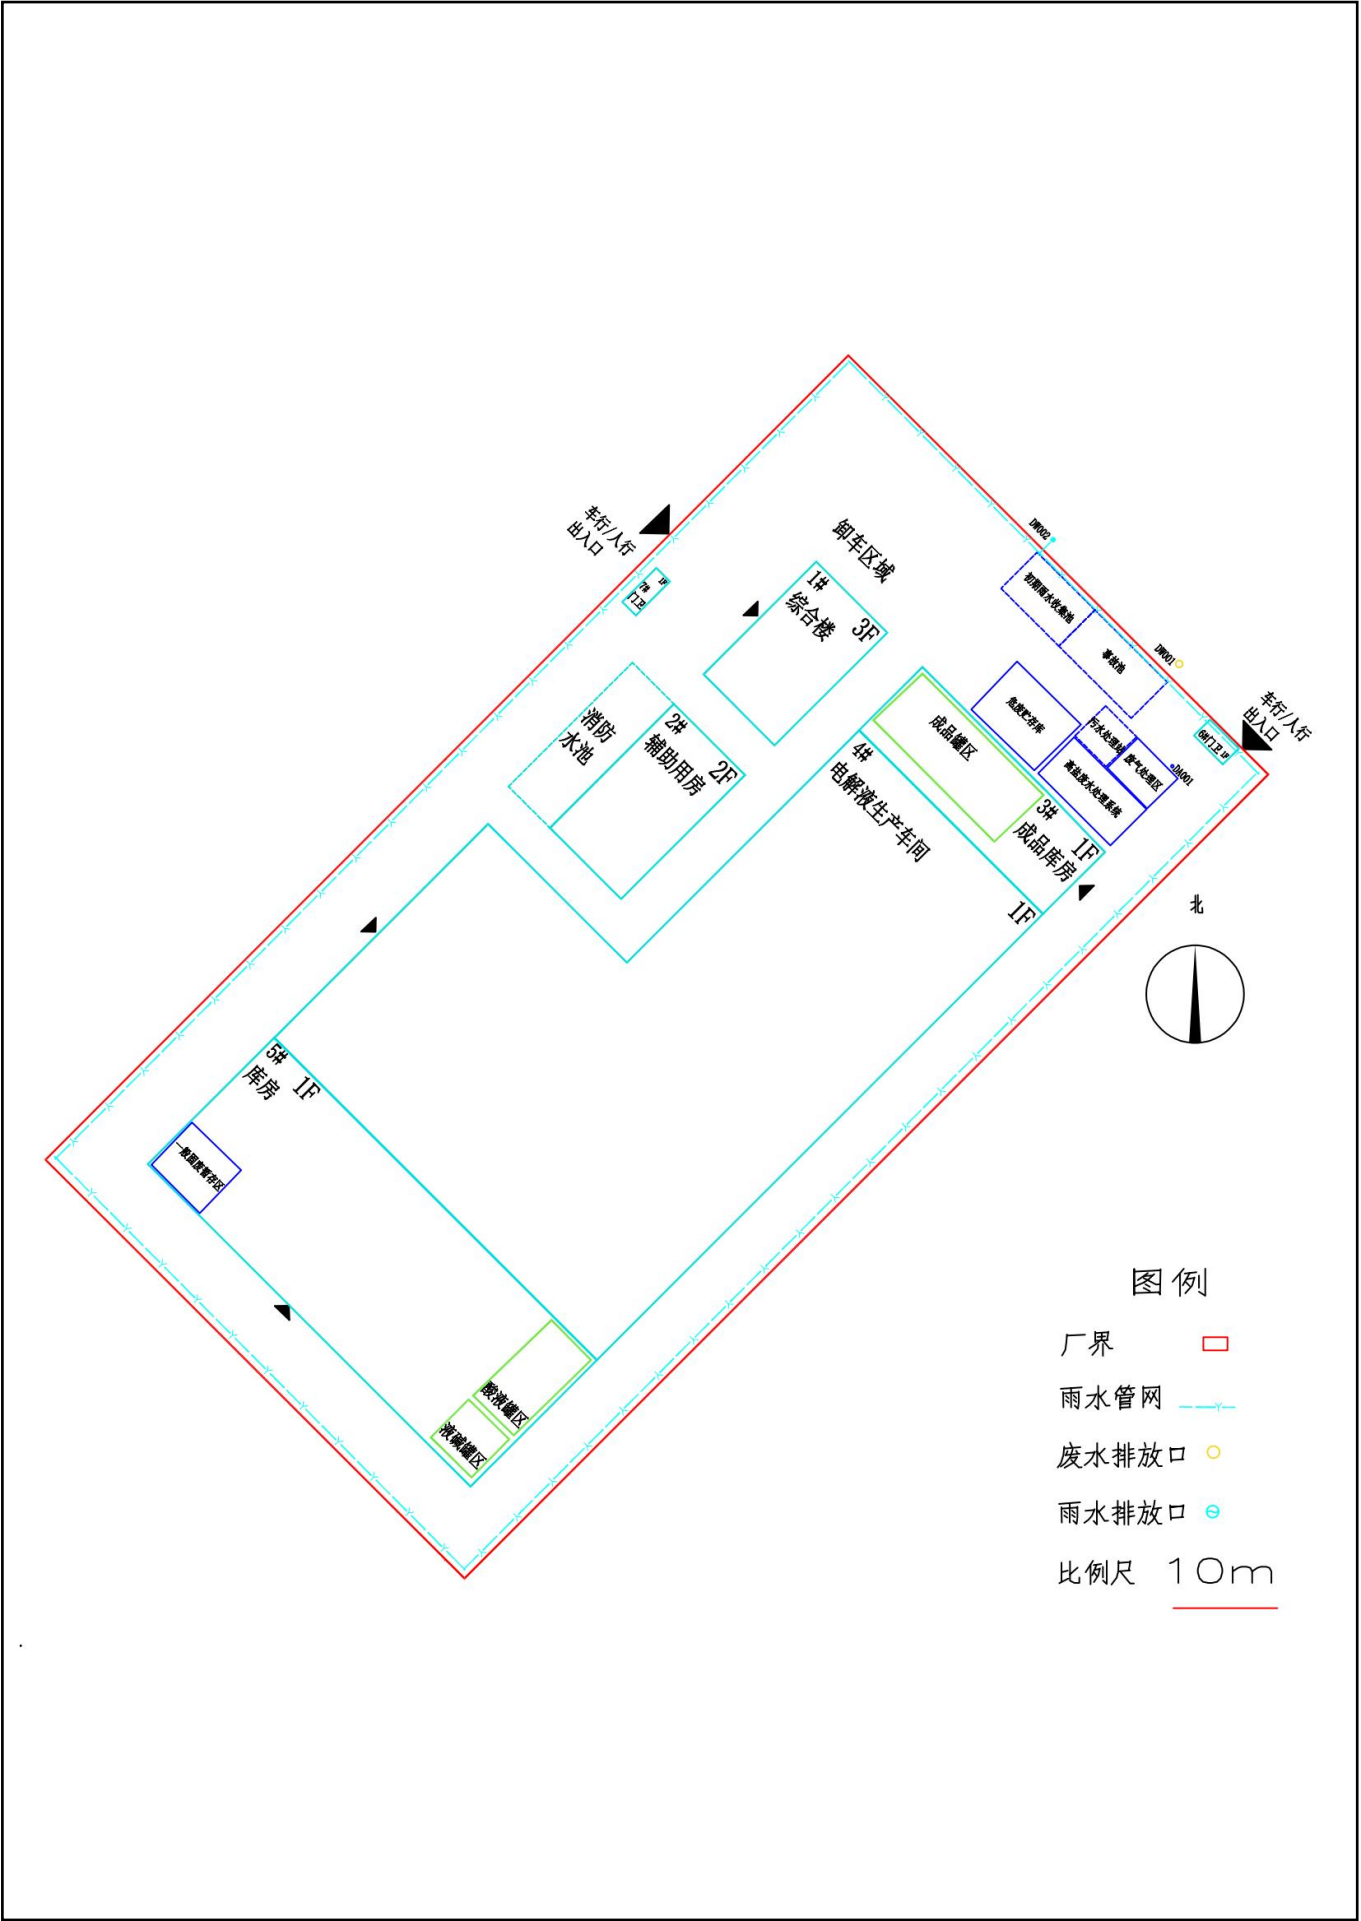 车行/人行
出入口
7#
门卫
1F
卸车区域
1#
综合楼
3F
消防
水池
2#
辅助用房
2F
DW002
初期雨水收集池
事故池
DW001
车行/人行
出入口
6#门卫 1F
危废贮存库
污水处理站
废气处理区
DA001
高盐废水处理系统
成品罐区
3#
成品库房
1F
4#
电解液生产车间
1F
北
5#
库房
1F
一般固废暂存区
酸液罐区
液碱罐区
图例
厂界
雨水管网
废水排放口
雨水排放口
比例尺 10m